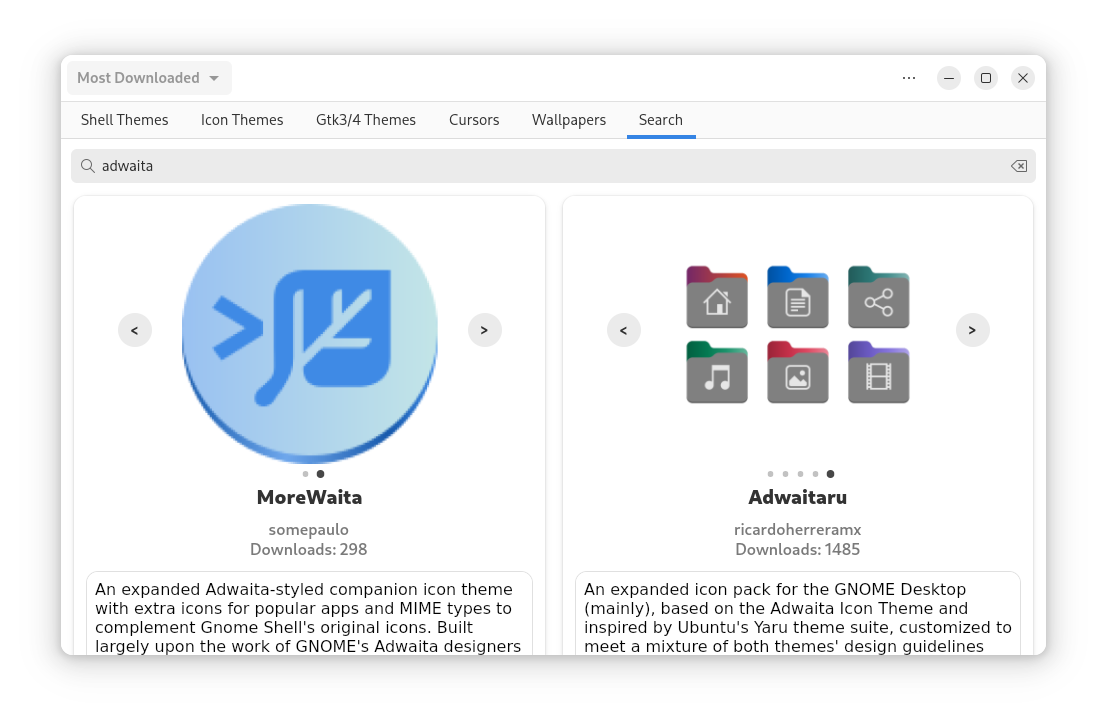 Most Downloaded
Shell Themes Icon Themes Gtk3/4 Themes Cursors Wallpapers Search
adwaita
< >
< >
MoreWaita
somepaulo
Downloads: 298
An expanded Adwaita-styled companion icon theme
with extra icons for popular apps and MIME types to
complement Gnome Shell's original icons. Built
largely upon the work of GNOME's Adwaita designers
Adwaitaru
ricardoherreramx
Downloads: 1485
An expanded icon pack for the GNOME Desktop
(mainly), based on the Adwaita Icon Theme and
inspired by Ubuntu's Yaru theme suite, customized to
meet a mixture of both themes' design guidelines